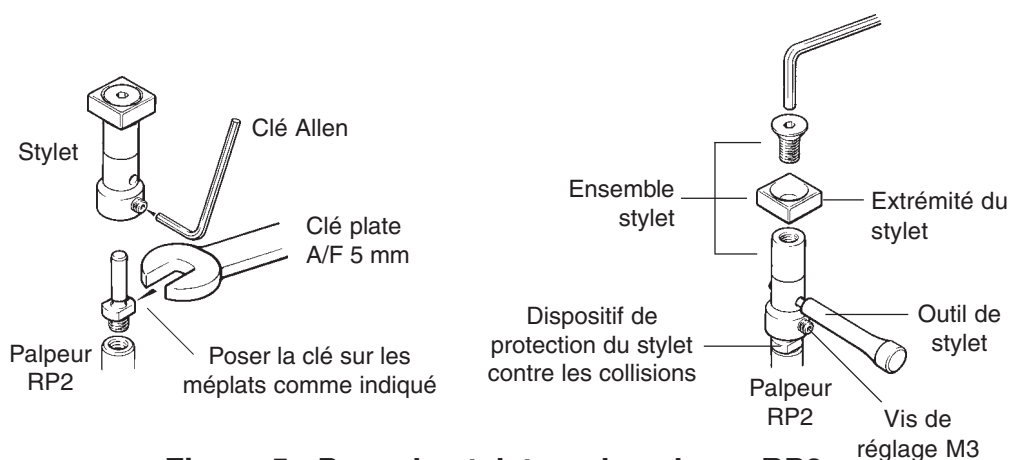 Stylet
Clé Allen
Clé plate
A/F 5 mm
Palpeur
RP2
Poser la clé sur les
méplats comme indiqué
Ensemble
stylet
Extrémité du
stylet
Dispositif de
protection du stylet
contre les collisions
Outil de
stylet
Palpeur
RP2
Vis de
réglage M3